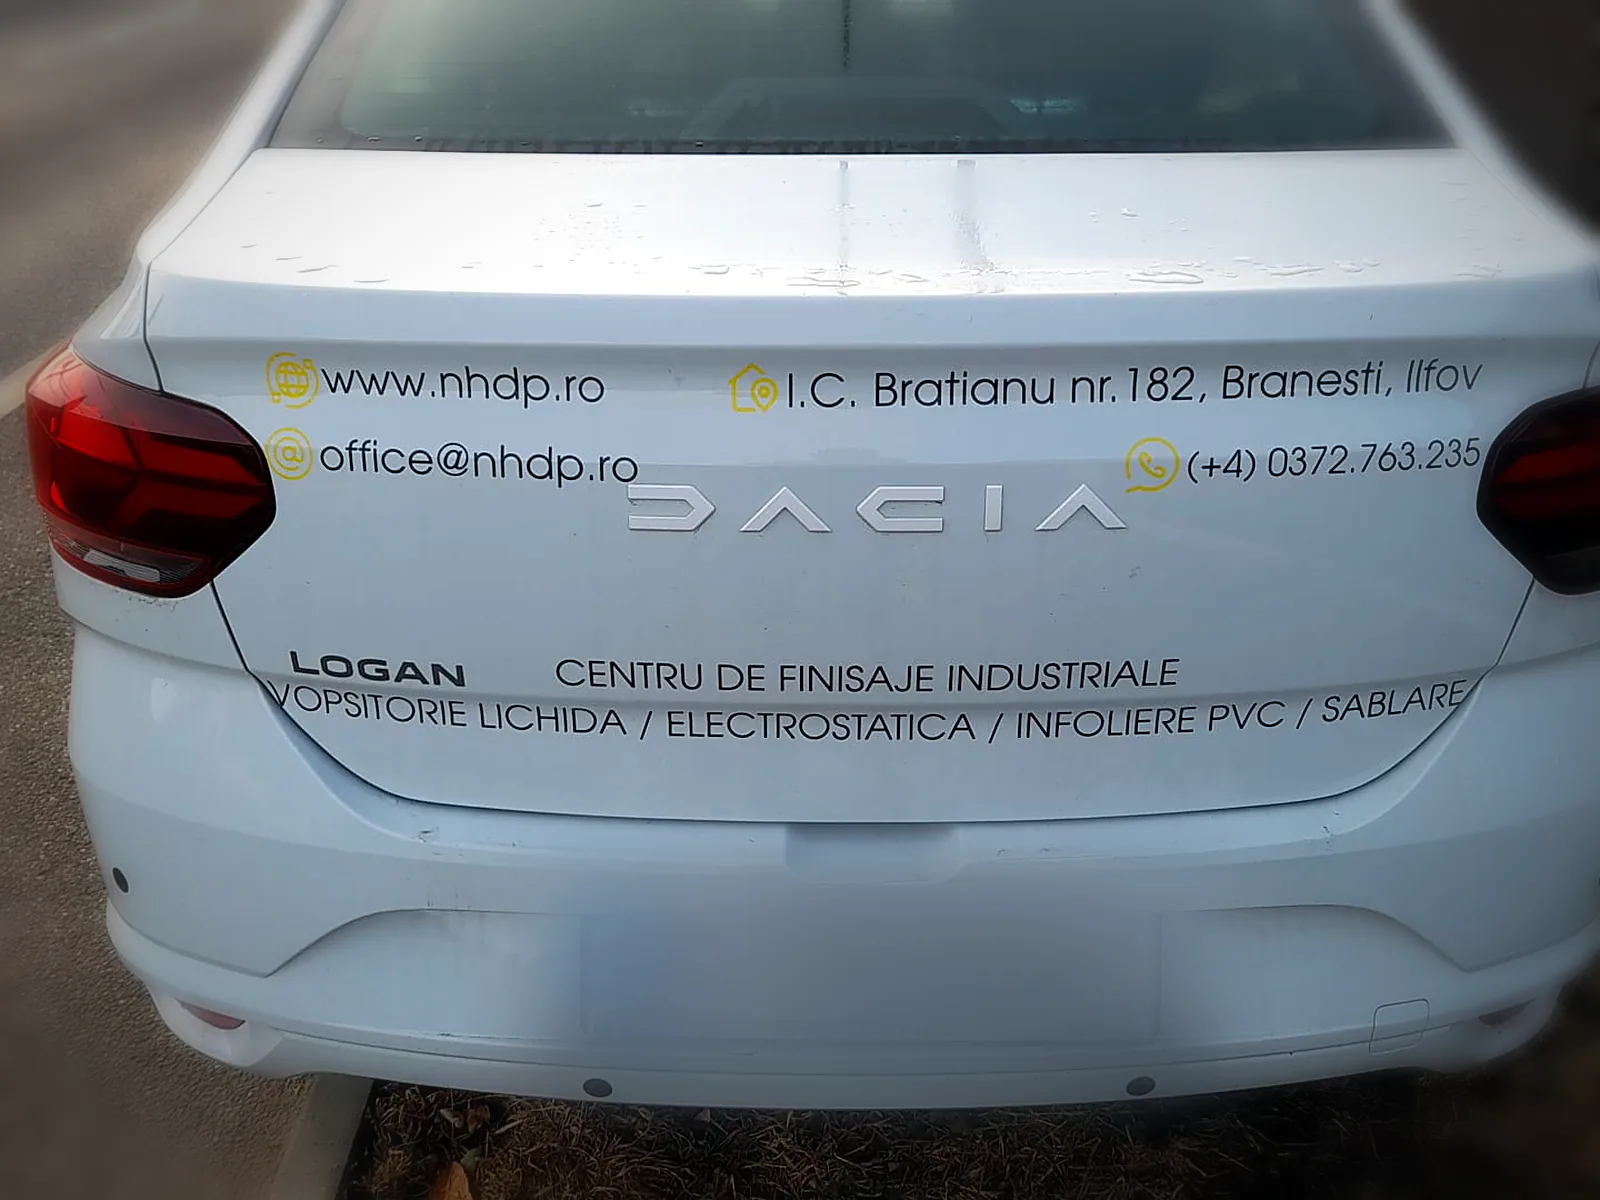 www.nhdp.ro
I.C. Bratianu nr.182, Branesti, Ilfov
office@nhdp.ro
(+4) 0372.763.235
DACIA
LOGAN
CENTRU DE FINISAJE INDUSTRIALE
VOPSITORIE LICHIDA / ELECTROSTATICA / INFOLIERE PVC / SABLARE